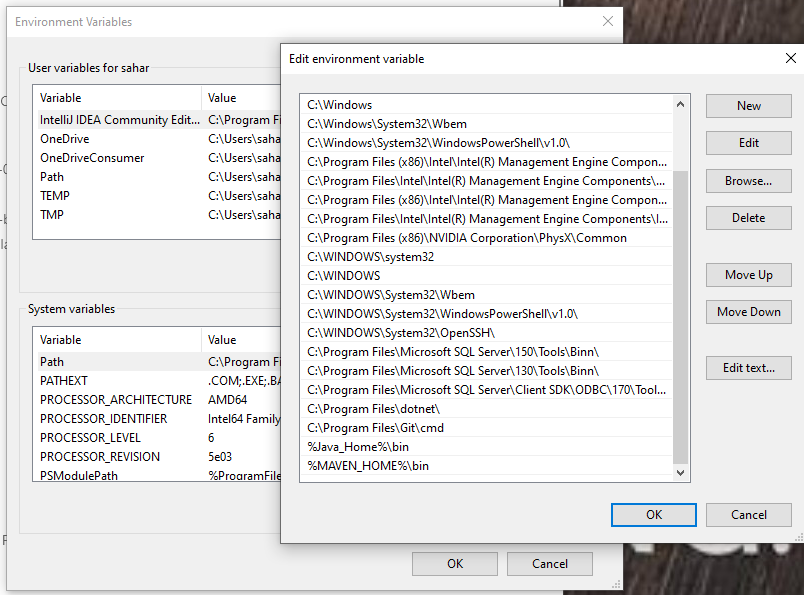 Environment Variables
User variables for sahar
Variable Value
IntelliJ IDEA Community Edit... C:\Program Fi
OneDrive C:\Users\saha
OneDriveConsumer C:\Users\saha
Path C:\Users\saha
TEMP C:\Users\saha
TMP C:\Users\saha
System variables
Variable Value
Path C:\Program Fi
PATHEXT .COM;.EXE;.BA
PROCESSOR_ARCHITECTURE AMD64
PROCESSOR_IDENTIFIER Intel64 Family
PROCESSOR_LEVEL 6
PROCESSOR_REVISION 5e03
PSModulePath %ProgramFile
OK Cancel
Edit environment variable
C:\Windows
C:\Windows\System32\Wbem
C:\Windows\System32\WindowsPowerShell\v1.0\
C:\Program Files (x86)\Intel\Intel(R) Management Engine Compon...
C:\Program Files\Intel\Intel(R) Management Engine Components\...
C:\Program Files (x86)\Intel\Intel(R) Management Engine Compon...
C:\Program Files\Intel\Intel(R) Management Engine Components\I...
C:\Program Files (x86)\NVIDIA Corporation\PhysX\Common
C:\WINDOWS\system32
C:\WINDOWS
C:\WINDOWS\System32\Wbem
C:\WINDOWS\System32\WindowsPowerShell\v1.0\
C:\WINDOWS\System32\OpenSSH\
C:\Program Files\Microsoft SQL Server\150\Tools\Binn\
C:\Program Files\Microsoft SQL Server\130\Tools\Binn\
C:\Program Files\Microsoft SQL Server\Client SDK\ODBC\170\Tool...
C:\Program Files\dotnet\
C:\Program Files\Git\cmd
%Java_Home%\bin
%MAVEN_HOME%\bin
New
Edit
Browse...
Delete
Move Up
Move Down
Edit text...
OK Cancel